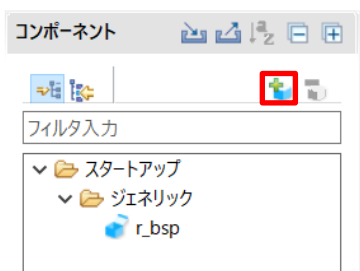 コンポーネント
フィルタ入力
スタートアップ
ジェネリック
r_bsp